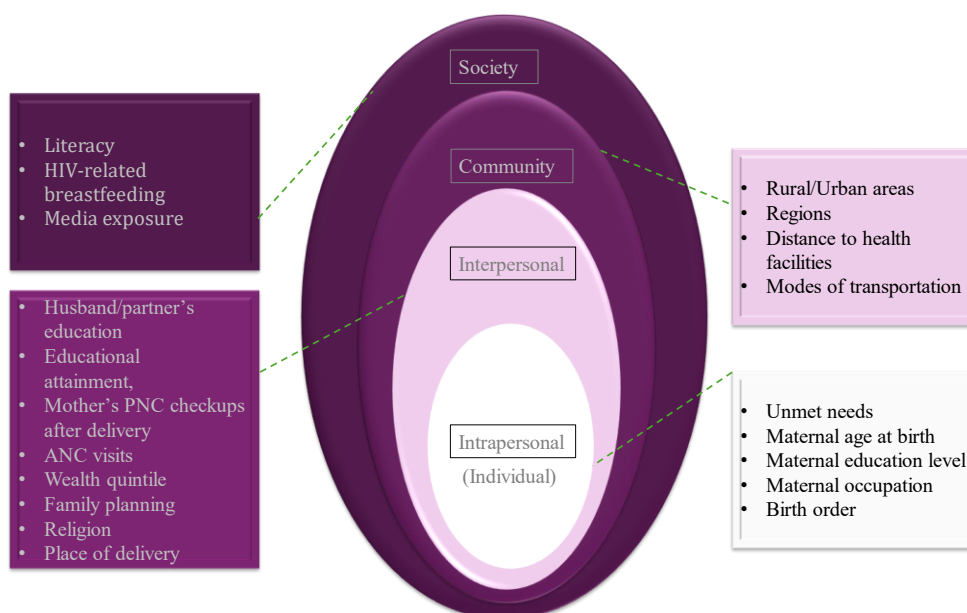 Society
Community
Interpersonal
Intrapersonal
(Individual)
• Literacy
• HIV-related
breastfeeding
• Media exposure
• Husband/partner’s
education
• Educational
attainment,
• Mother’s PNC checkups
after delivery
• ANC visits
• Wealth quintile
• Family planning
• Religion
• Place of delivery
• Rural/Urban areas
• Regions
• Distance to health
facilities
• Modes of transportation
• Unmet needs
• Maternal age at birth
• Maternal education level
• Maternal occupation
• Birth order